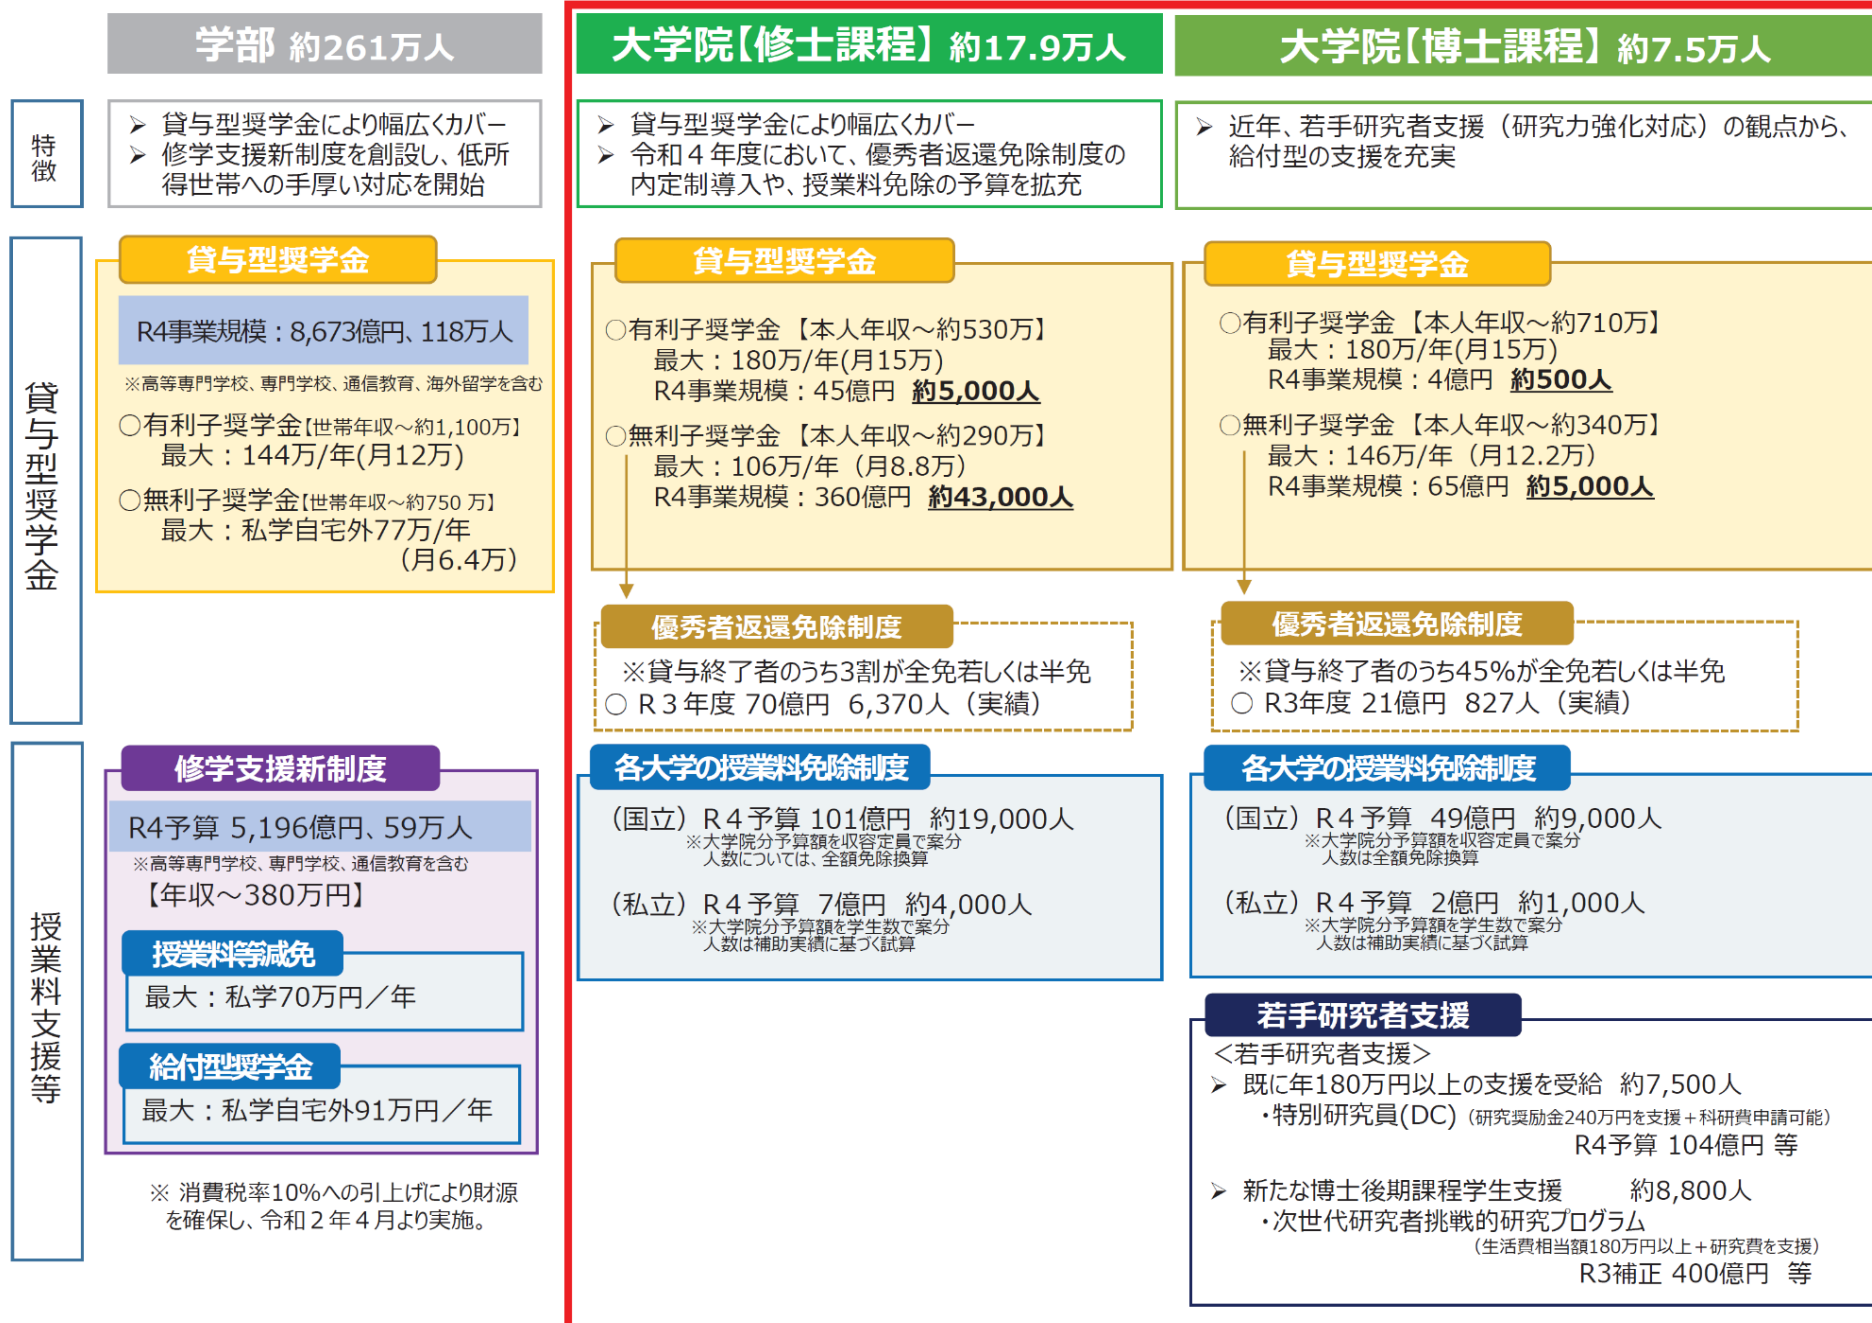 学部 約261万人
大学院【修士課程】 約17.9万人
大学院【博士課程】 約7.5万人
特徴
➢ 貸与型奨学金により幅広くカバー
➢ 修学支援新制度を創設し、低所
得世帯への手厚い対応を開始
➢ 貸与型奨学金により幅広くカバー
➢ 令和４年度において、優秀者返還免除制度の
内定制導入や、授業料免除の予算を拡充
➢ 近年、若手研究者支援（研究力強化対応）の観点から、
給付型の支援を充実
貸与型奨学金
貸与型奨学金
R4事業規模：8,673億円、118万人
※高等専門学校、専門学校、通信教育、海外留学を含む
○有利子奨学金【世帯年収～約1,100万】
最大：144万/年(月12万)
○無利子奨学金【世帯年収～約750 万】
最大：私学自宅外77万/年
（月6.4万）
貸与型奨学金
○有利子奨学金 【本人年収～約530万】
最大：180万/年(月15万)
R4事業規模：45億円 約5,000人
○無利子奨学金 【本人年収～約290万】
最大：106万/年（月8.8万）
R4事業規模：360億円 約43,000人
優秀者返還免除制度
※貸与終了者のうち3割が全免若しくは半免
○ R３年度 70億円 6,370人（実績）
貸与型奨学金
○有利子奨学金 【本人年収～約710万】
最大：180万/年(月15万)
R4事業規模：4億円 約500人
○無利子奨学金 【本人年収～約340万】
最大：146万/年（月12.2万）
R4事業規模：65億円 約5,000人
優秀者返還免除制度
※貸与終了者のうち45%が全免若しくは半免
○ R3年度 21億円 827人（実績）
授業料支援等
修学支援新制度
R4予算 5,196億円、59万人
※高等専門学校、専門学校、通信教育を含む
【年収～380万円】
授業料等減免
最大：私学70万円／年
給付型奨学金
最大：私学自宅外91万円／年
※ 消費税率10%への引上げにより財源
を確保し、令和２年４月より実施。
各大学の授業料免除制度
（国立）R４予算 101億円 約19,000人
※大学院分予算額を収容定員で案分
人数については、全額免除換算
（私立）R４予算 7億円 約4,000人
※大学院分予算額を学生数で案分
人数は補助実績に基づく試算
各大学の授業料免除制度
（国立）R４予算 49億円 約9,000人
※大学院分予算額を収容定員で案分
人数は全額免除換算
（私立）R４予算 2億円 約1,000人
※大学院分予算額を学生数で案分
人数は補助実績に基づく試算
若手研究者支援
＜若手研究者支援＞
➢ 既に年180万円以上の支援を受給 約7,500人
・特別研究員(DC)（研究奨励金240万円を支援＋科研費申請可能）
R4予算 104億円 等
➢ 新たな博士後期課程学生支援 約8,800人
・次世代研究者挑戦的研究プログラム
（生活費相当額180万円以上＋研究費を支援）
R3補正 400億円 等